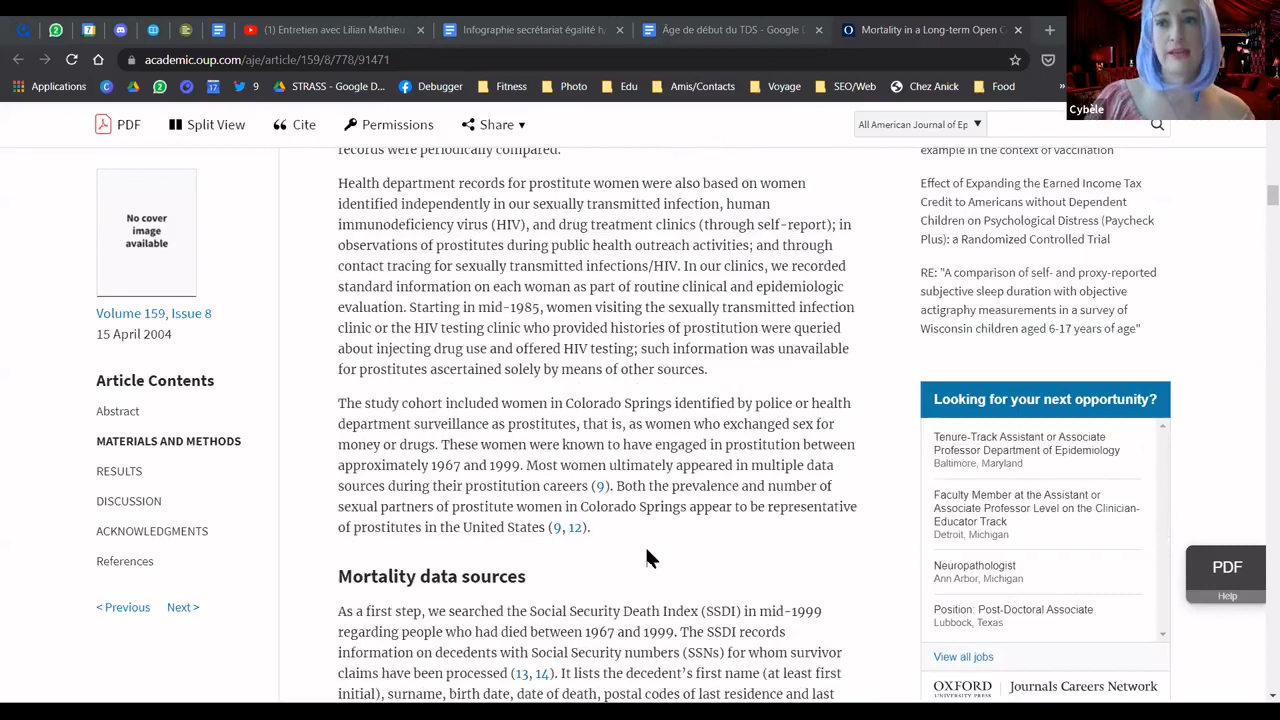 (1) Entretien avec Lilian Mathieu
Infographie secrétariat égalité h
Âge de début du TDS - Google D
Mortality in a Long-term Open C
academic.oup.com/aje/article/159/8/778/91471
Applications
9
STRASS - Google D...
Debugger
Fitness
Photo
Edu
Amis/Contacts
Voyage
SEO/Web
Chez Anick
Food
»
Cybèle
PDF
Split View
Cite
Permissions
Share
All American Journal of Ep
records were periodically compared.
Health department records for prostitute women were also based on women
identified independently in our sexually transmitted infection, human
immunodeficiency virus (HIV), and drug treatment clinics (through self-report); in
observations of prostitutes during public health outreach activities; and through
contact tracing for sexually transmitted infections/HIV. In our clinics, we recorded
standard information on each woman as part of routine clinical and epidemiologic
evaluation. Starting in mid-1985, women visiting the sexually transmitted infection
clinic or the HIV testing clinic who provided histories of prostitution were queried
about injecting drug use and offered HIV testing; such information was unavailable
for prostitutes ascertained solely by means of other sources.
The study cohort included women in Colorado Springs identified by police or health
department surveillance as prostitutes, that is, as women who exchanged sex for
money or drugs. These women were known to have engaged in prostitution between
approximately 1967 and 1999. Most women ultimately appeared in multiple data
sources during their prostitution careers (9). Both the prevalence and number of
sexual partners of prostitute women in Colorado Springs appear to be representative
of prostitutes in the United States (9, 12).
Mortality data sources
As a first step, we searched the Social Security Death Index (SSDI) in mid-1999
regarding people who had died between 1967 and 1999. The SSDI records
information on decedents with Social Security numbers (SSNs) for whom survivor
claims have been processed (13, 14). It lists the decedent's first name (at least first
initial), surname, birth date, date of death, postal codes of last residence and last
No cover
image
available
Volume 159, Issue 8
15 April 2004
Article Contents
Abstract
MATERIALS AND METHODS
RESULTS
DISCUSSION
ACKNOWLEDGMENTS
References
< Previous
Next >
example in the context of vaccination
Effect of Expanding the Earned Income Tax
Credit to Americans without Dependent
Children on Psychological Distress (Paycheck
Plus): a Randomized Controlled Trial
RE: "A comparison of self- and proxy-reported
subjective sleep duration with objective
actigraphy measurements in a survey of
Wisconsin children aged 6-17 years of age"
Looking for your next opportunity?
Tenure-Track Assistant or Associate
Professor Department of Epidemiology
Baltimore, Maryland
Faculty Member at the Assistant or
Associate Professor Level on the Clinician-
Educator Track
Detroit, Michigan
Neuropathologist
Ann Arbor, Michigan
Position: Post-Doctoral Associate
Lubbock, Texas
View all jobs
OXFORD
UNIVERSITY PRESS
Journals Careers Network
PDF
Help